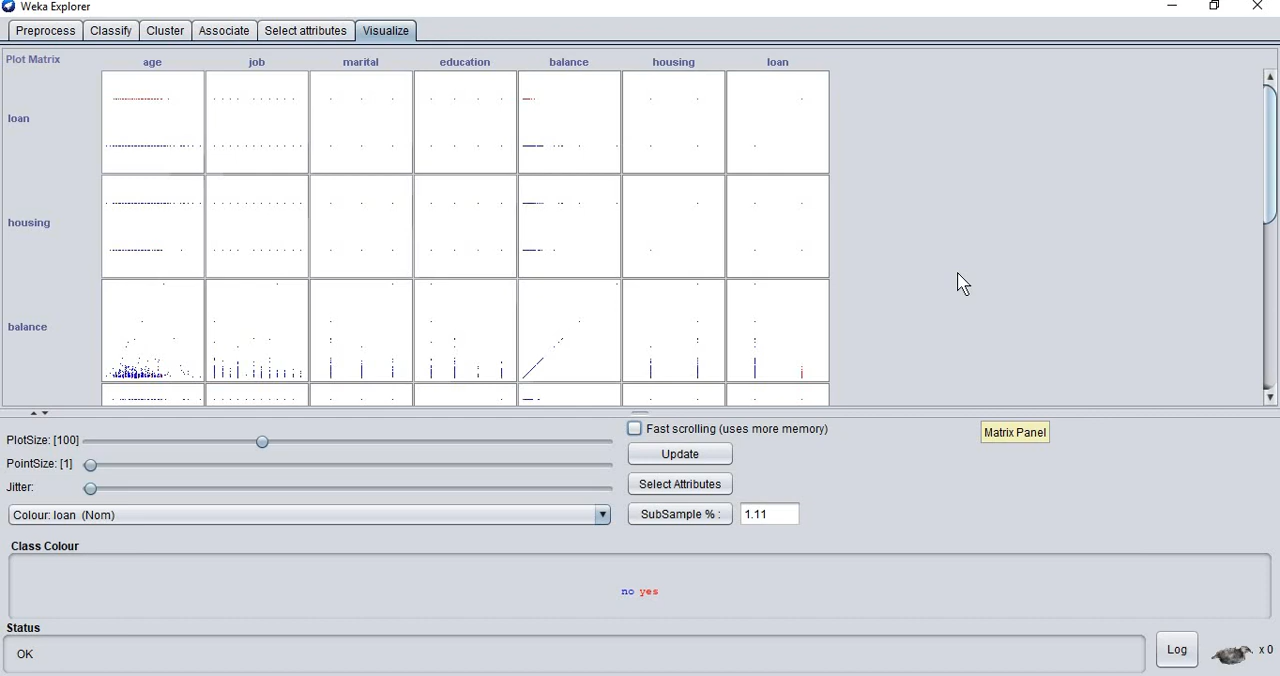 Weka Explorer
Preprocess Classify Cluster Associate Select attributes Visualize
Plot Matrix age job marital education balance housing loan
loan
housing
balance
Matrix Panel
PlotSize: [100] Fast scrolling (uses more memory)
Update
PointSize: [1]
Jitter: Select Attributes
Colour: loan (Nom) SubSample % : 1.11
Class Colour
no yes
Status
OK Log x 0